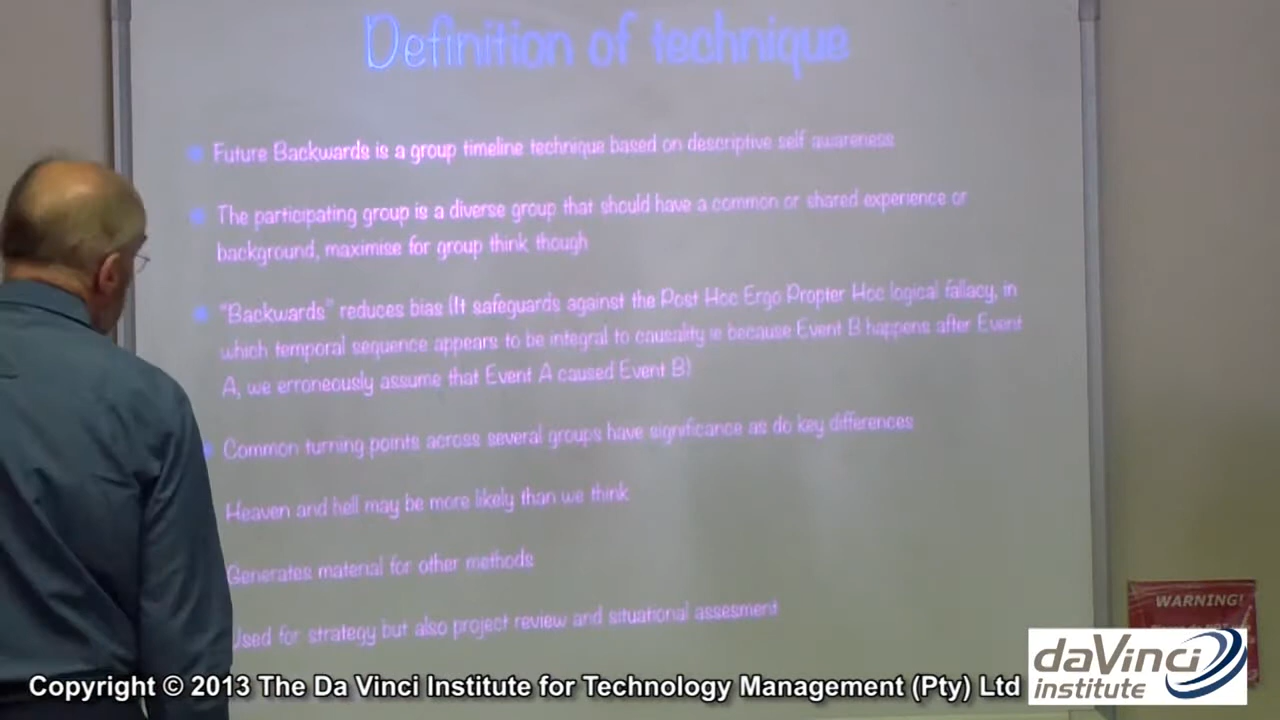 Definition of technique
Future Backwards is a group timeline technique based on descriptive self awareness
The participating group is a diverse group that should have a common or shared experience or
background, maximise for group think though
"Backwards" reduces bias (It safeguards against the Post Hoc Ergo Propter Hoc logical fallacy, in
which temporal sequence appears to be integral to causality ie because Event B happens after Event
A, we erroneously assume that Event A caused Event B)
Common turning points across several groups have significance as do key differences
Heaven and hell may be more likely than we think
Generates material for other methods
Used for strategy but also project review and situational assesment
WARNING!
daVinci
institute
Copyright © 2013 The Da Vinci Institute for Technology Management (Pty) Ltd